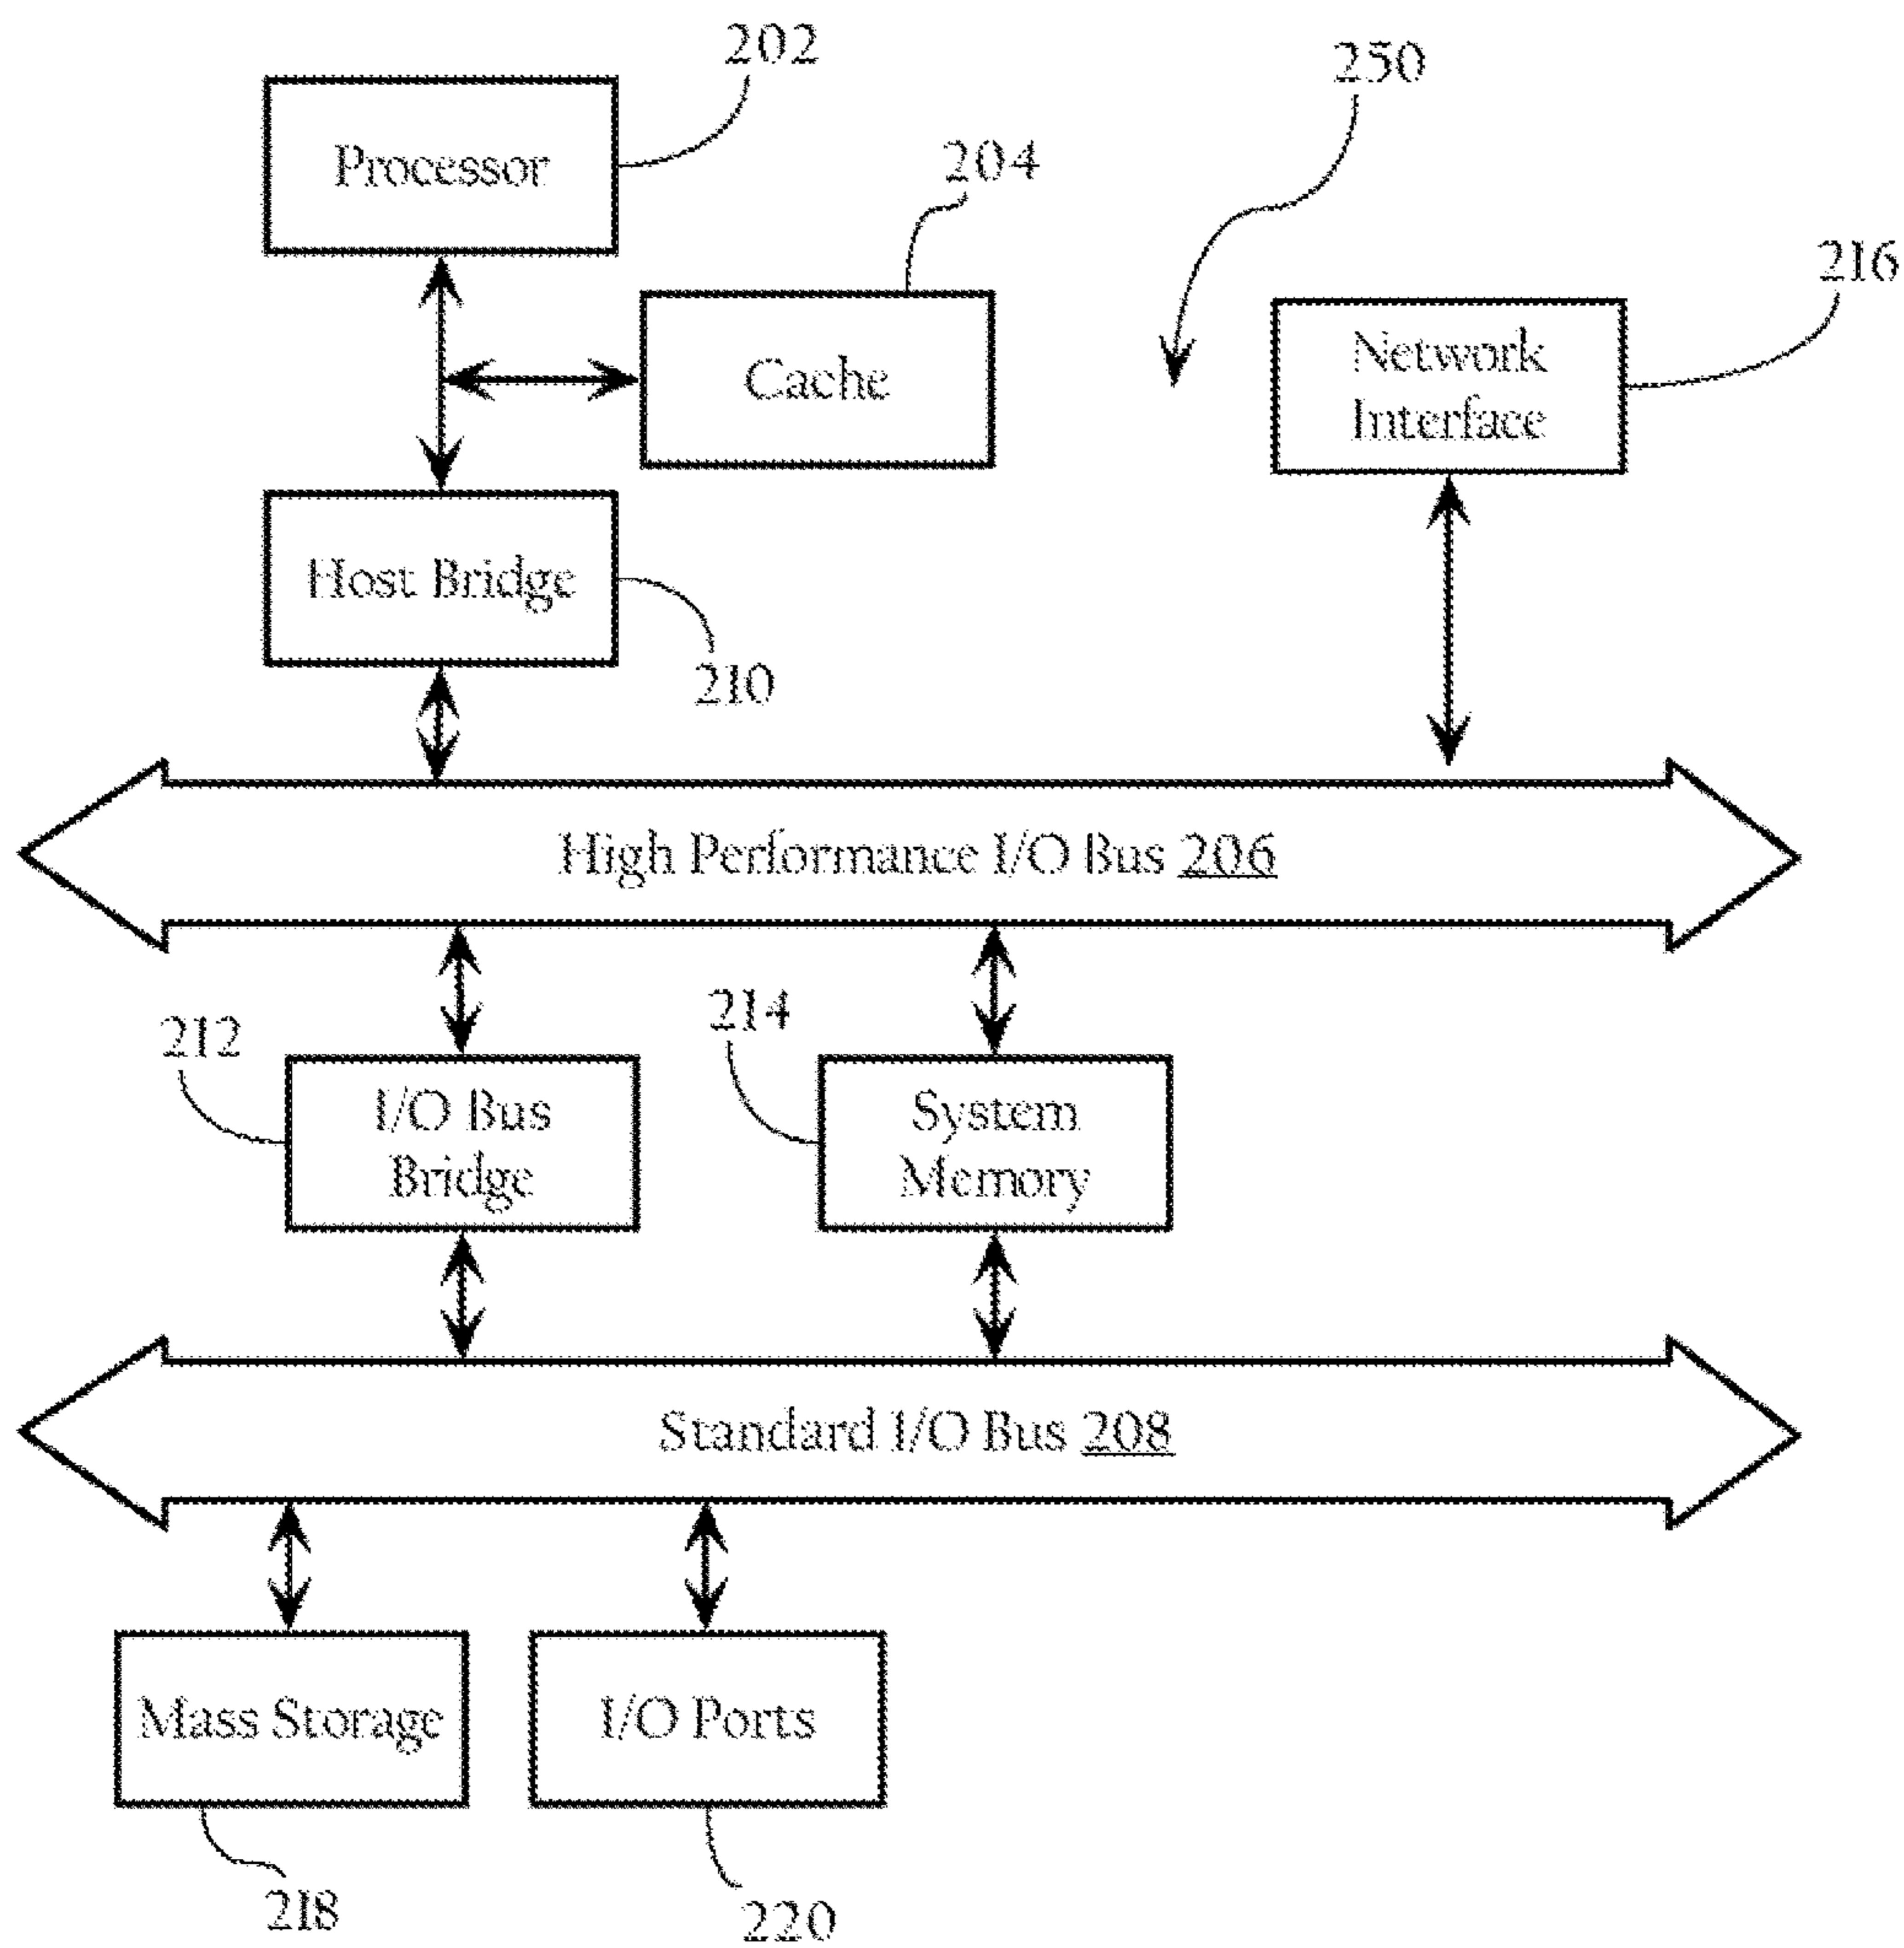 202
250
Processor
204
216
Network
Interface
Cache
Host Bridge
210
High Performance I/O Bus 206
214
212
I/O Bus
Bridge
System
Memory
Standard I/O Bus 208
Mass Storage
I/O Ports
218
220